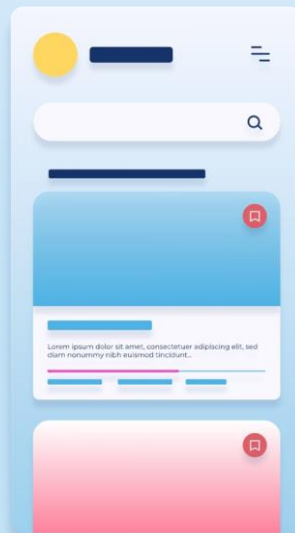 Lorem ipsum dolor sit amet, consectetuer adipiscing elit, sed
diam nonummy nibh euismod tincidunt...